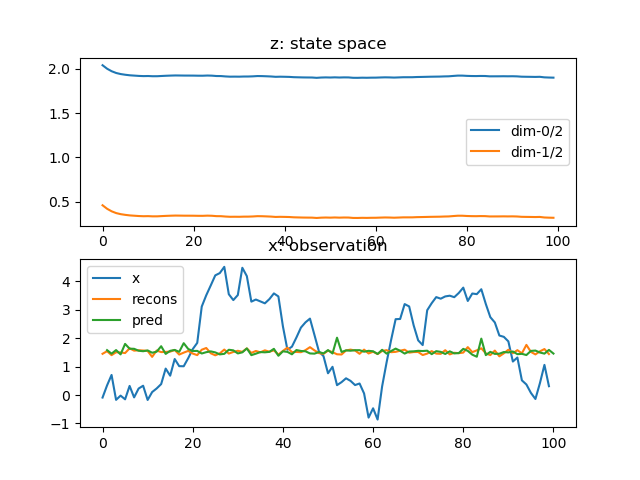 z: state space
2.0
1.5
1.0
0.5
dim-0/2
dim-1/2
0 20 40 60 80 100
x: observation
4
3
2
1
0
−1
x
recons
pred
0 20 40 60 80 100